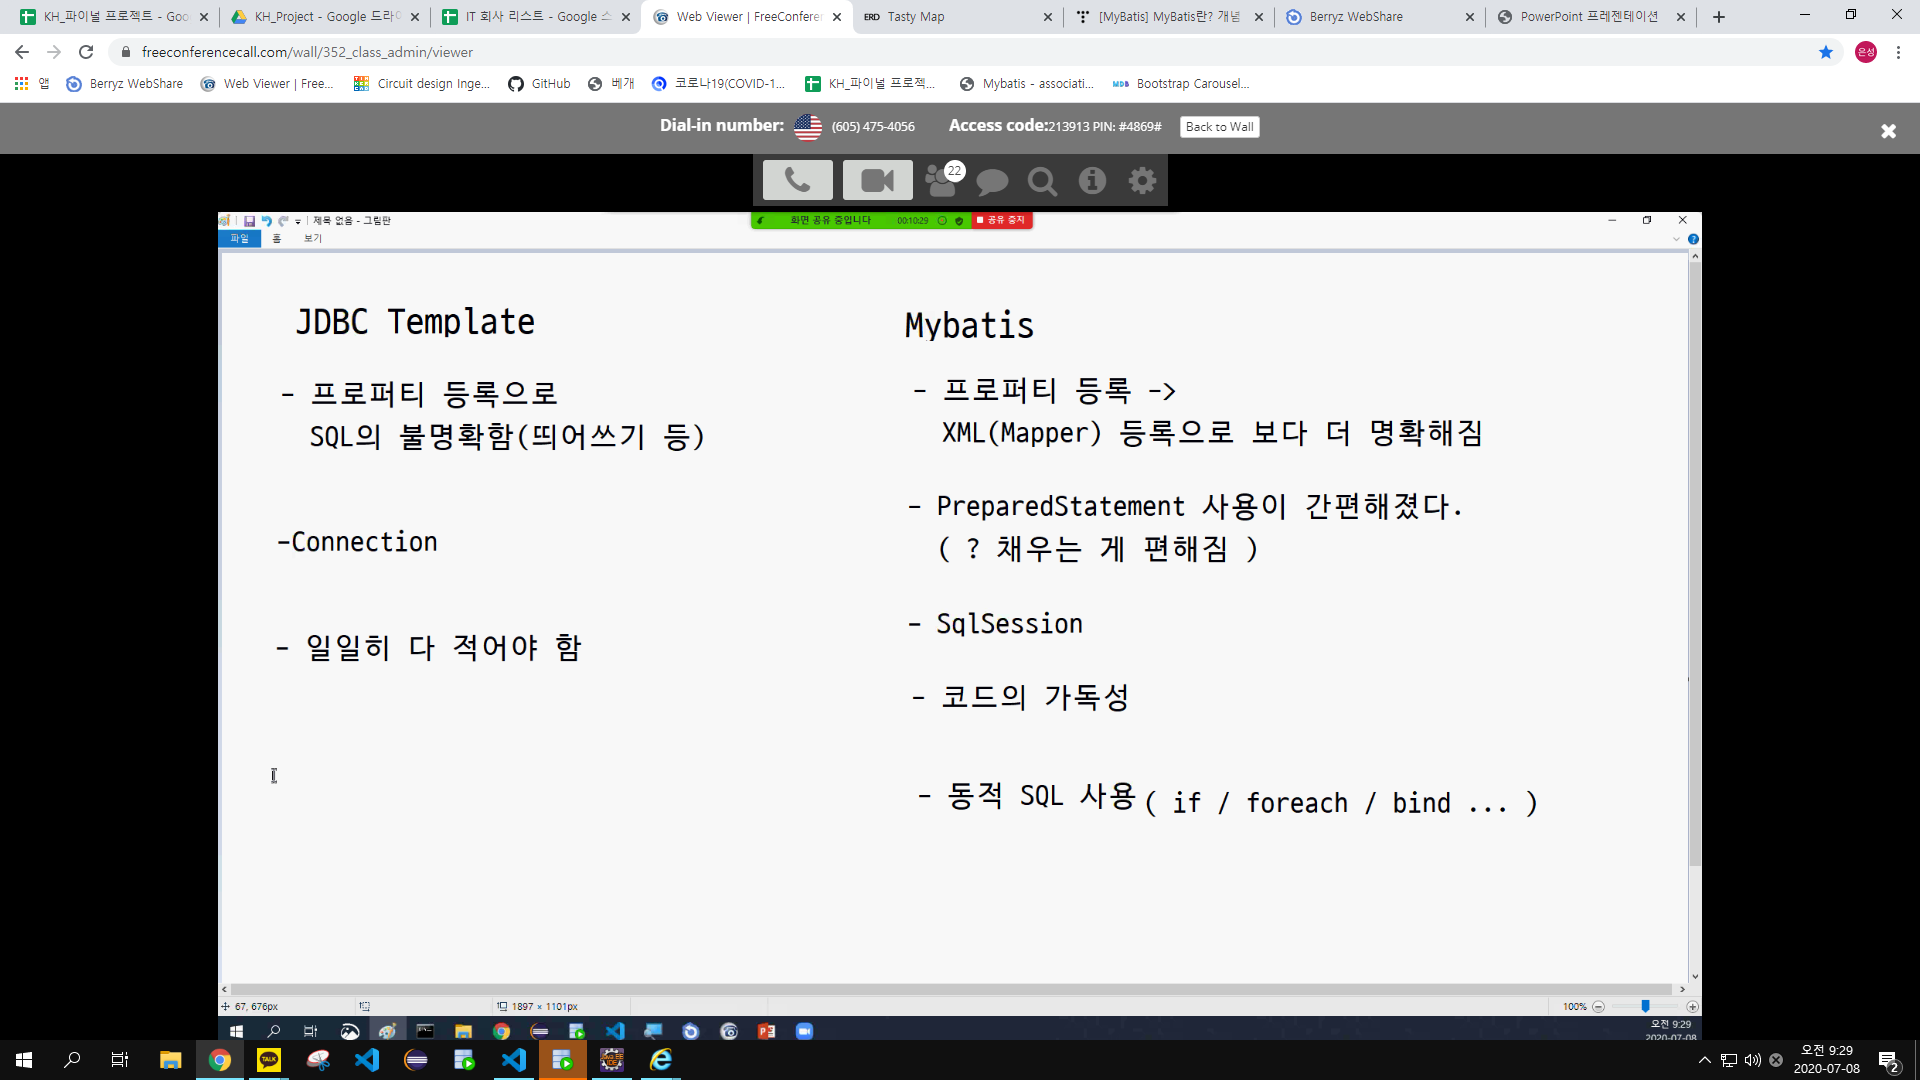 KH_파이널 프로젝트 - Goo
KH_Project - Google 드라이
IT 회사 리스트 - Google 스
Web Viewer | FreeConferen
ERD Tasty Map
[MyBatis] MyBatis란? 개념
Berryz WebShare
PowerPoint 프레젠테이션
freeconferencecall.com/wall/352_class_admin/viewer
은성
앱
Berryz WebShare
Web Viewer | Free...
Circuit design Inge...
GitHub
베개
코로나19(COVID-1...
KH_파이널 프로젝...
Mybatis - associati...
MDB Bootstrap Carousel...
Dial-in number: (605) 475-4056 Access code:213913 PIN: #4869# Back to Wall
22
제목 없음 - 그림판
화면 공유 중입니다 00:10:29 공유 중지
파일 홈 보기
JDBC Template
- 프로퍼티 등록으로
SQL의 불명확함(띄어쓰기 등)
-Connection
- 일일히 다 적어야 함
Mybatis
- 프로퍼티 등록 ->
XML(Mapper) 등록으로 보다 더 명확해짐
- PreparedStatement 사용이 간편해졌다.
( ? 채우는 게 편해짐 )
- SqlSession
- 코드의 가독성
- 동적 SQL 사용 ( if / foreach / bind ... )
67, 676px
1897 × 1101px
100%
오전 9:29
2020-07-08
TALK
오전 9:29
2020-07-08
2